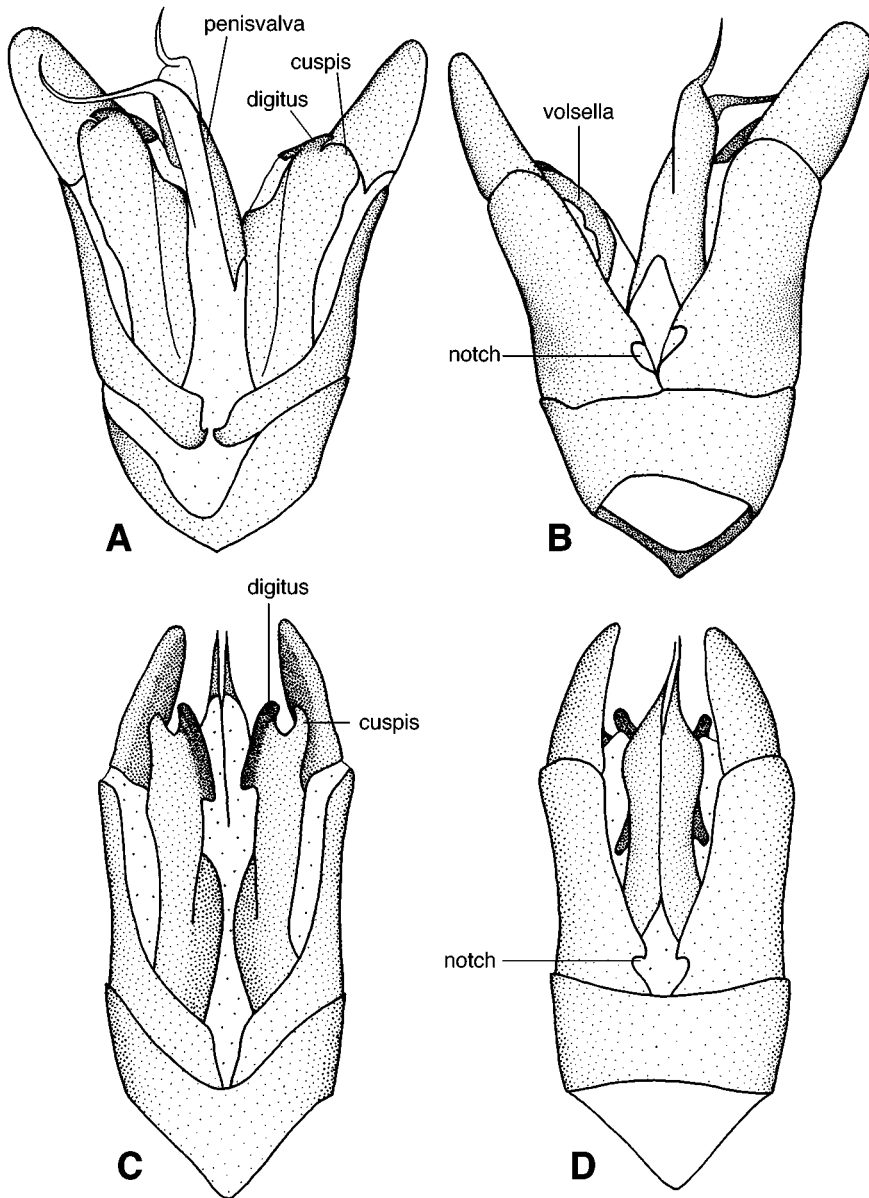 penisvalva
cuspis
digitus
volsella
notch
A
B
digitus
cuspis
notch
C
D